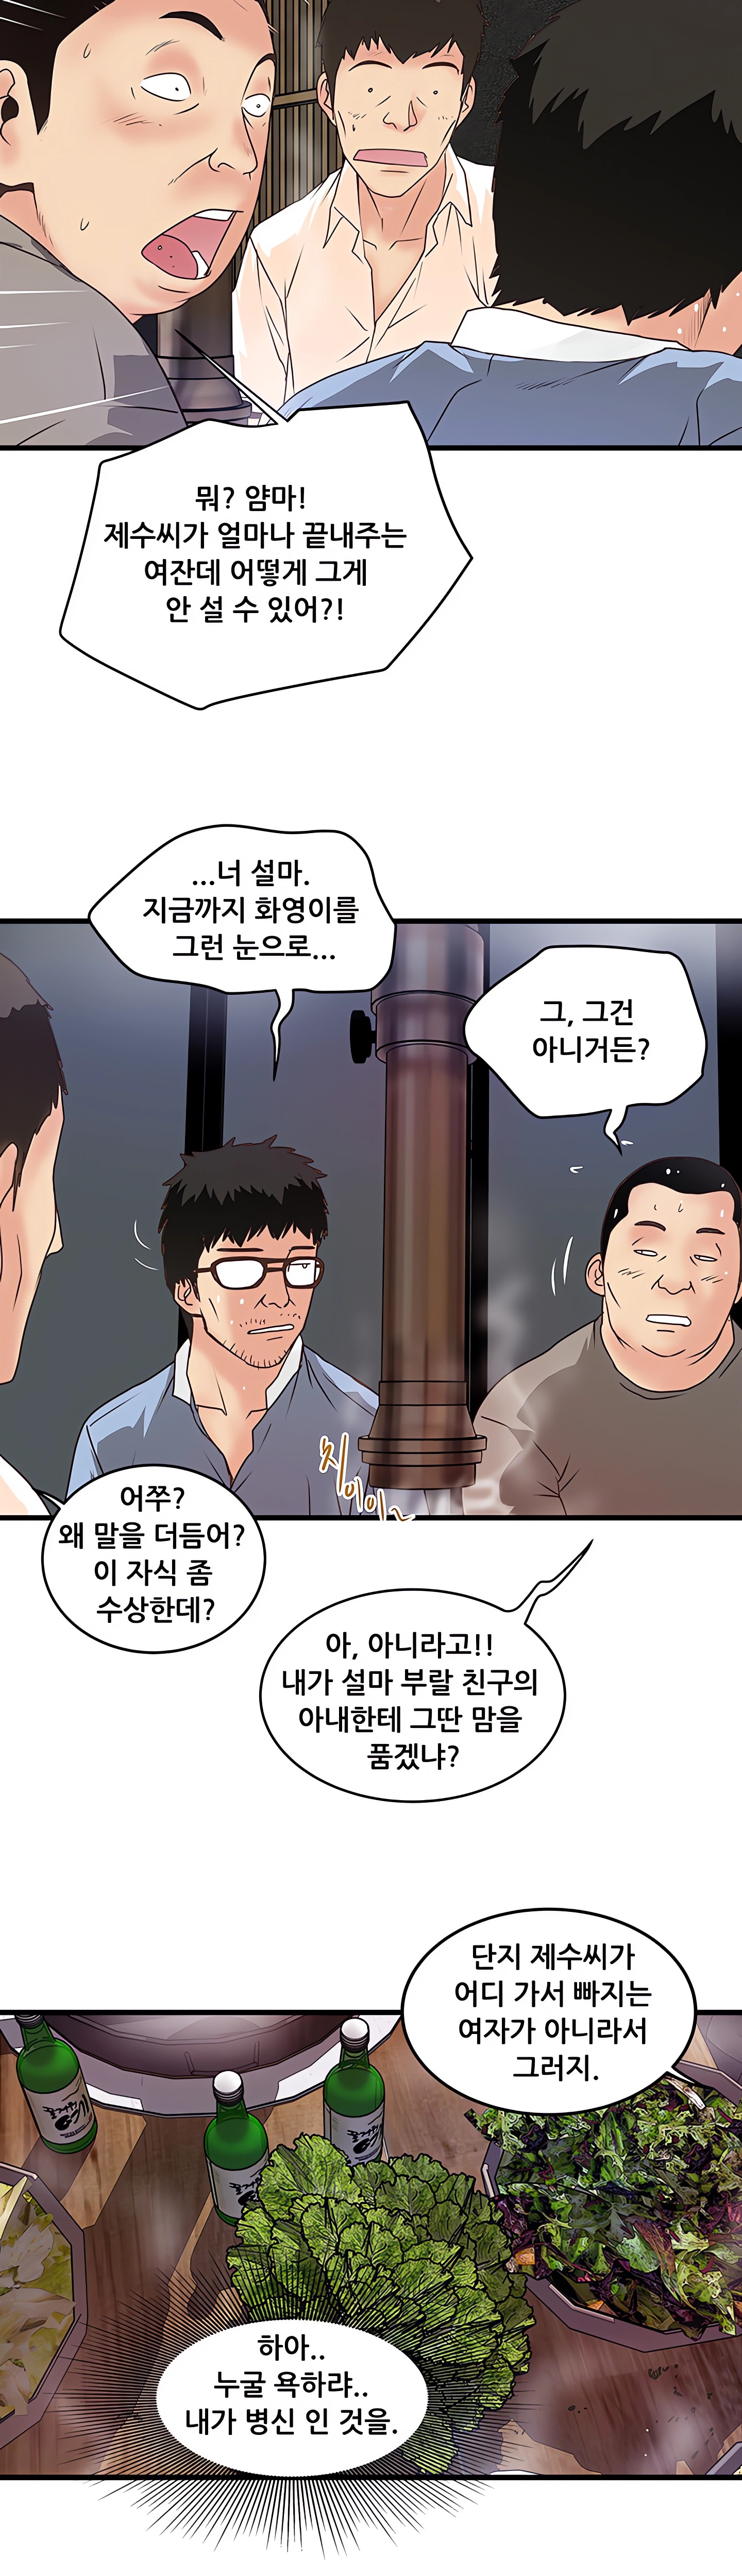 뭐? 얌마!
제수씨가 얼마나 끝내주는
여잔데 어떻게 그게
안 설 수 있어?!
...너 설마.
지금까지 화영이를
그런 눈으로...
그, 그건
아니거든?
치이이~
어쭈?
왜 말을 더듬어?
이 자식 좀
수상한데?
아, 아니라고!!
내가 설마 부랄 친구의
아내한테 그딴 맘을
품겠냐?
단지 제수씨가
어디 가서 빠지는
여자가 아니라서
그러지.
하아..
누굴 욕하랴..
내가 병신 인 것을.